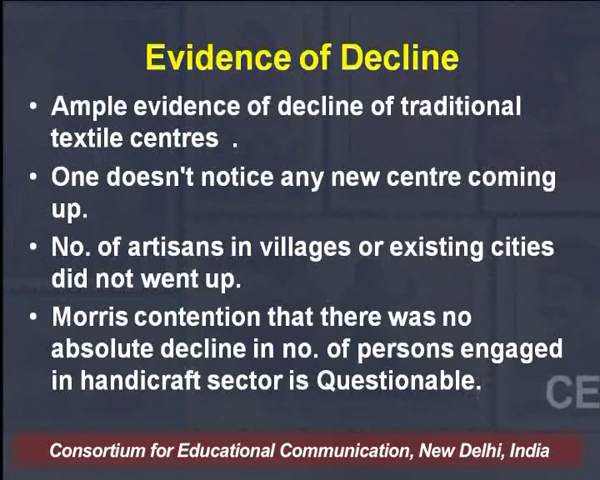 Evidence of Decline
• Ample evidence of decline of traditional
textile centres .
• One doesn't notice any new centre coming
up.
• No. of artisans in villages or existing cities
did not went up.
• Morris contention that there was no
absolute decline in no. of persons engaged
in handicraft sector is Questionable.
CE
Consortium for Educational Communication, New Delhi, India